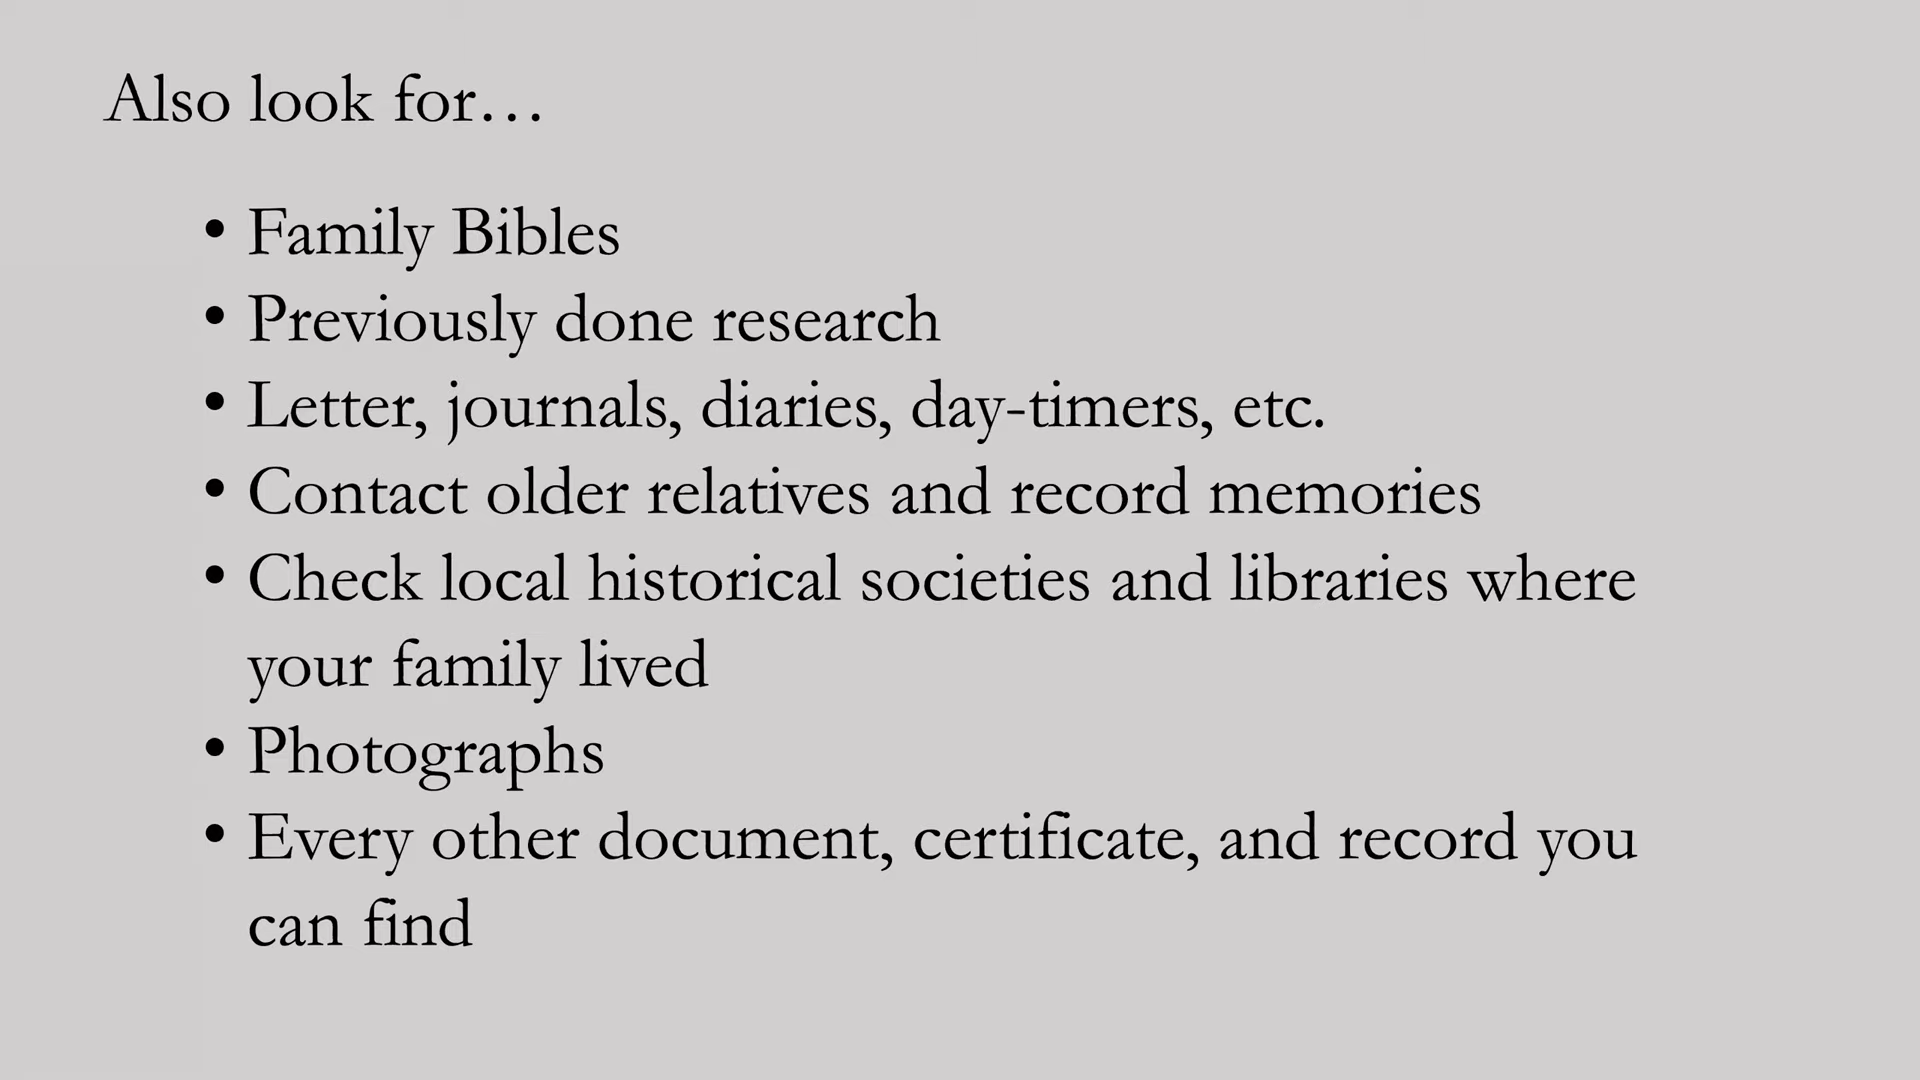 Also look for…
• Family Bibles
• Previously done research
• Letter, journals, diaries, day-timers, etc.
• Contact older relatives and record memories
• Check local historical societies and libraries where
your family lived
• Photographs
• Every other document, certificate, and record you
can find